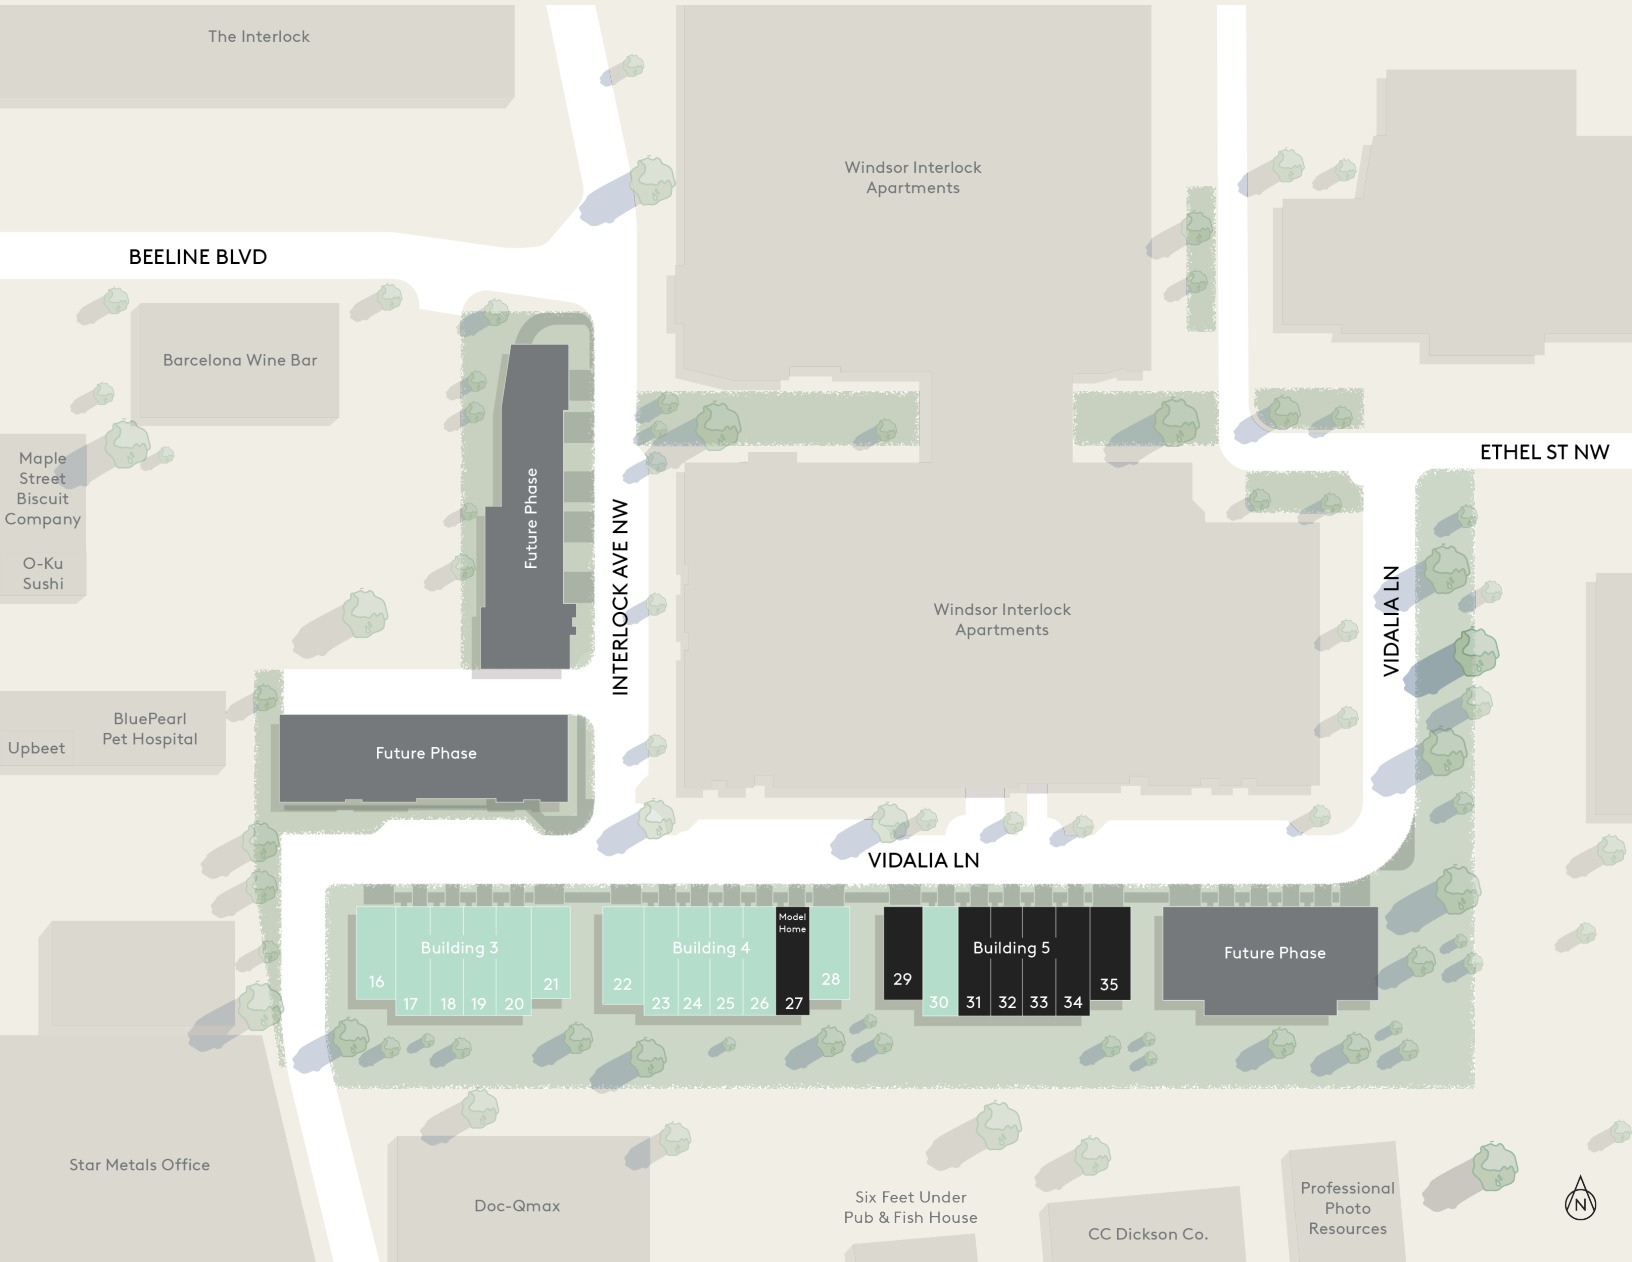 The Interlock
Windsor Interlock
Apartments
BEELINE BLVD
Barcelona Wine Bar
ETHEL ST NW
Maple
Street
Biscuit
Company
O-Ku
Sushi
Future Phase
INTERLOCK AVE NW
Windsor Interlock
Apartments
VIDALIA LN
BluePearl
Pet Hospital
Upbeet
Future Phase
VIDALIA LN
Building 3
16
17
18
19
20
21
Building 4
22
23
24
25
26
Model
Home
27
28
Building 5
29
30
31
32
33
34
35
Future Phase
Star Metals Office
Doc-Qmax
Six Feet Under
Pub & Fish House
CC Dickson Co.
Professional
Photo
Resources
N